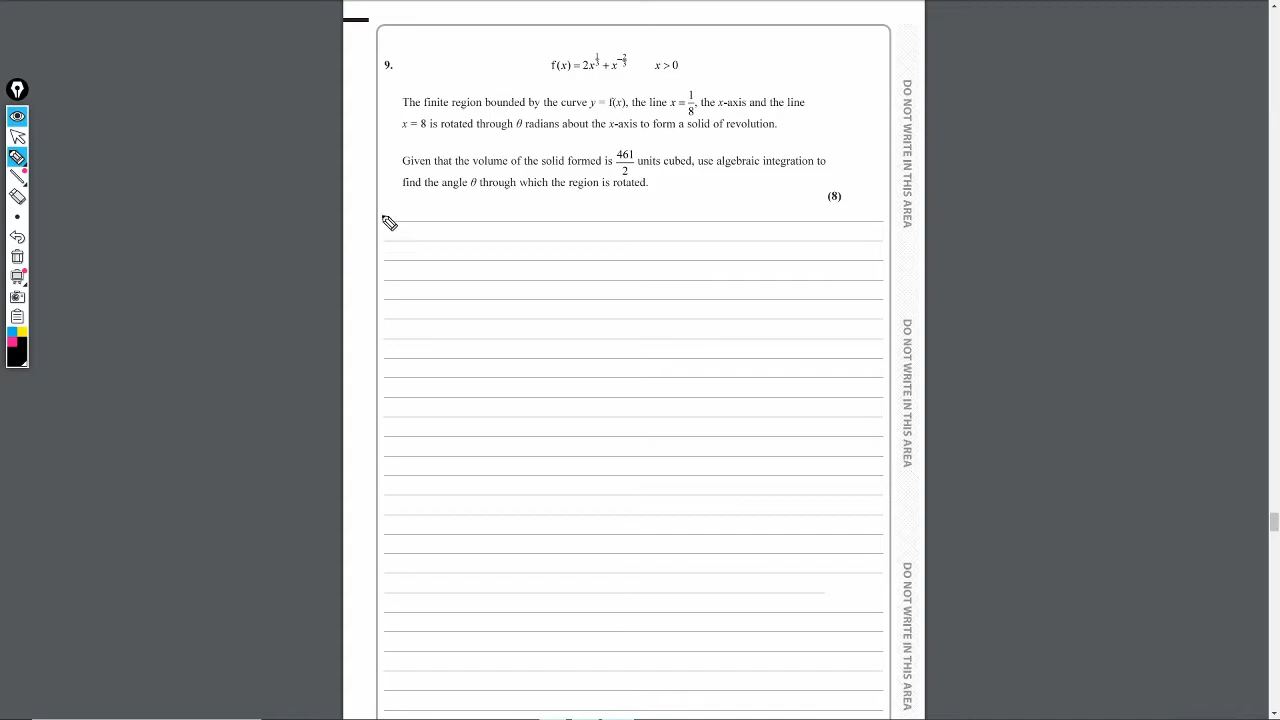 9. f(x) = 2x^{1/3} + x^{-2/3} x > 0
The finite region bounded by the curve y = f(x), the line x = 1/8, the x-axis and the line
x = 8 is rotated through θ radians about the x-axis to form a solid of revolution.
Given that the volume of the solid formed is 461/2 units cubed, use algebraic integration to
find the angle θ through which the region is rotated.
(8)
DO NOT WRITE IN THIS AREA
DO NOT WRITE IN THIS AREA
DO NOT WRITE IN THIS AREA